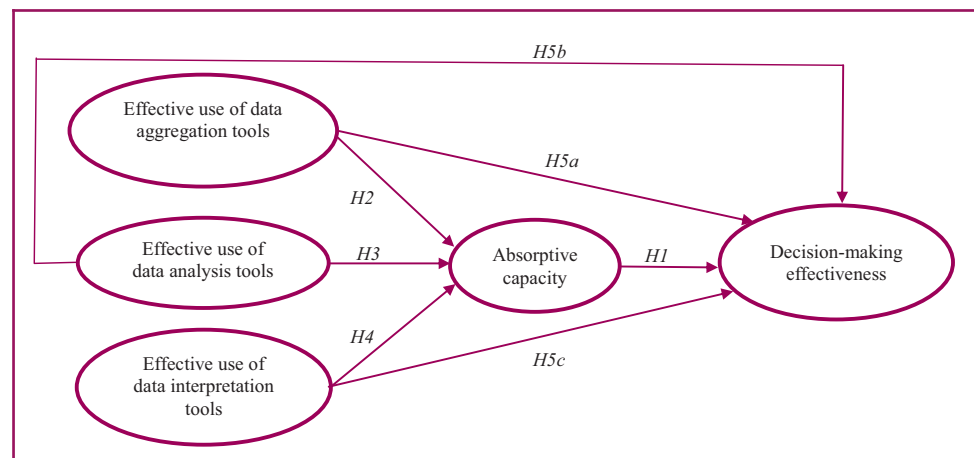 H5b
Effective use of data
aggregation tools
H5a
H2
Effective use of
data analysis tools
H3
Absorptive
capacity
H1
Decision-making
effectiveness
H4
Effective use of
data interpretation
tools
H5c